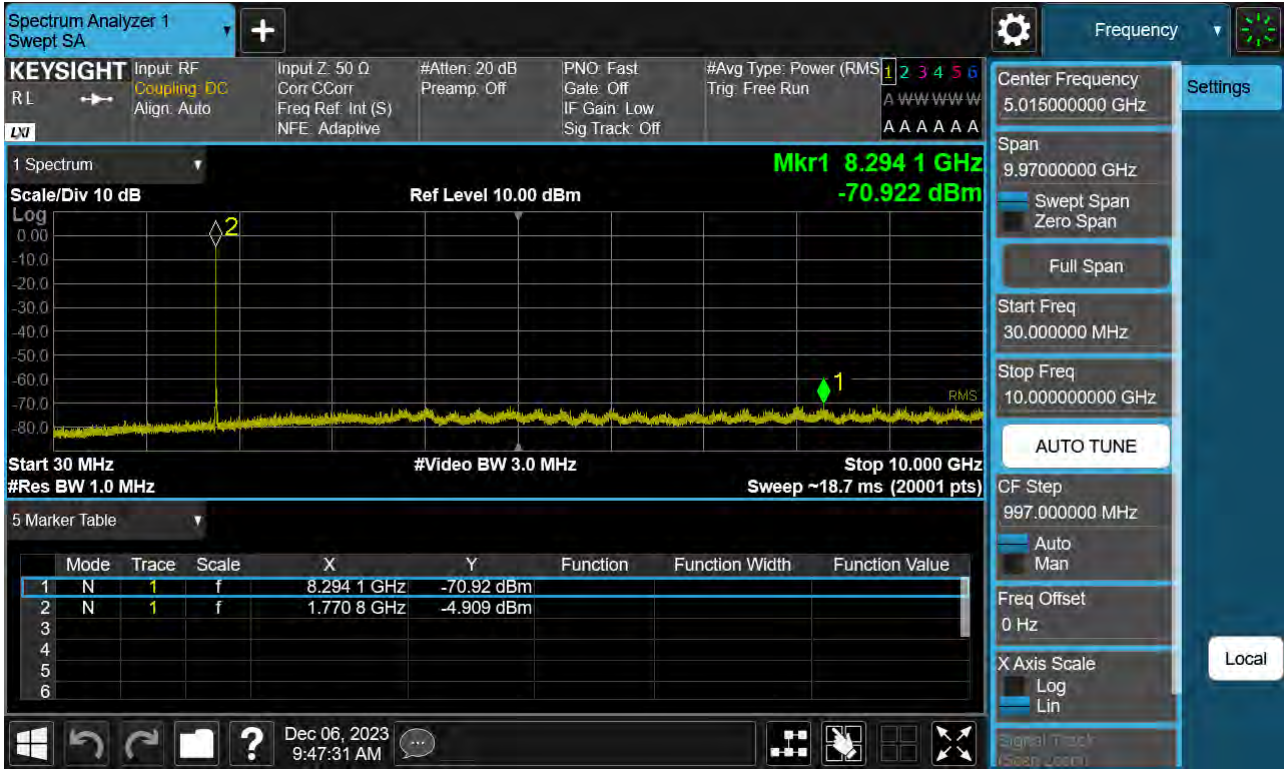 Spectrum Analyzer 1
Swept SA
Frequency
KEYSIGHT
R L
LXI
Input: RF
Coupling: DC
Align: Auto
Input Z: 50 Ω
Corr CCorr
Freq Ref: Int (S)
NFE: Adaptive
#Atten: 20 dB
Preamp: Off
PNO: Fast
Gate: Off
IF Gain: Low
Sig Track: Off
#Avg Type: Power (RMS
Trig: Free Run
1 2 3 4 5 6
A W W W W W
A A A A A A
1 Spectrum
Scale/Div 10 dB
Ref Level 10.00 dBm
Mkr1 8.294 1 GHz
-70.922 dBm
Log
0.00
-10.0
-20.0
-30.0
-40.0
-50.0
-60.0
-70.0
-80.0
2
1
RMS
Start 30 MHz
#Video BW 3.0 MHz
Stop 10.000 GHz
#Res BW 1.0 MHz
Sweep ~18.7 ms (20001 pts)
5 Marker Table
Mode Trace Scale X Y Function Function Width Function Value
1 N 1 f 8.294 1 GHz -70.92 dBm
2 N 1 f 1.770 8 GHz -4.909 dBm
3
4
5
6
Dec 06, 2023
9:47:31 AM
Center Frequency
5.015000000 GHz
Settings
Span
9.97000000 GHz
Swept Span
Zero Span
Full Span
Start Freq
30.000000 MHz
Stop Freq
10.000000000 GHz
AUTO TUNE
CF Step
997.000000 MHz
Auto
Man
Freq Offset
0 Hz
X Axis Scale
Log
Lin
Local
Signal Track
(Span Zoom)